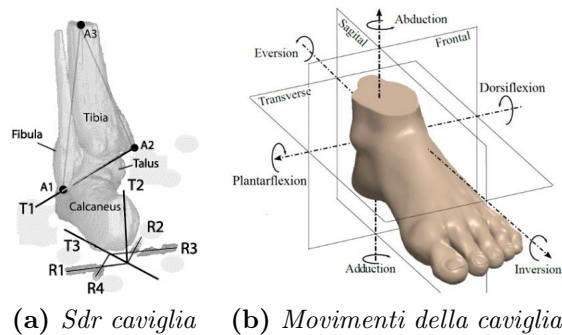 A3
Tibia
Fibula
A2
Talus
A1
T2
T1
Calcaneus
T3
R2
R3
R1
R4
Abduction
Sagital
Frontal
Eversion
Transverse
Dorsiflexion
Plantarflexion
Adduction
Inversion
(a) Sdr caviglia
(b) Movimenti della caviglia